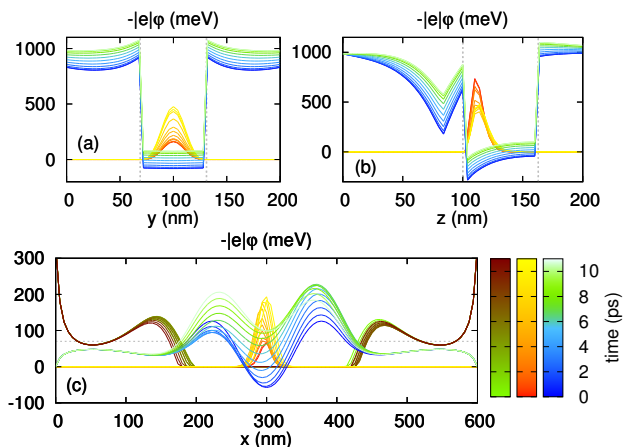 -|e|φ (meV) -|e|φ (meV)
1000 1000
500 500
0 0
(a) (b)
0 50 100 150 200 0 50 100 150 200
y (nm) z (nm)
-|e|φ (meV)
300
200
100
0
-100
(c)
0 100 200 300 400 500 600
x (nm)
10
8
6
4
2
0
time (ps)